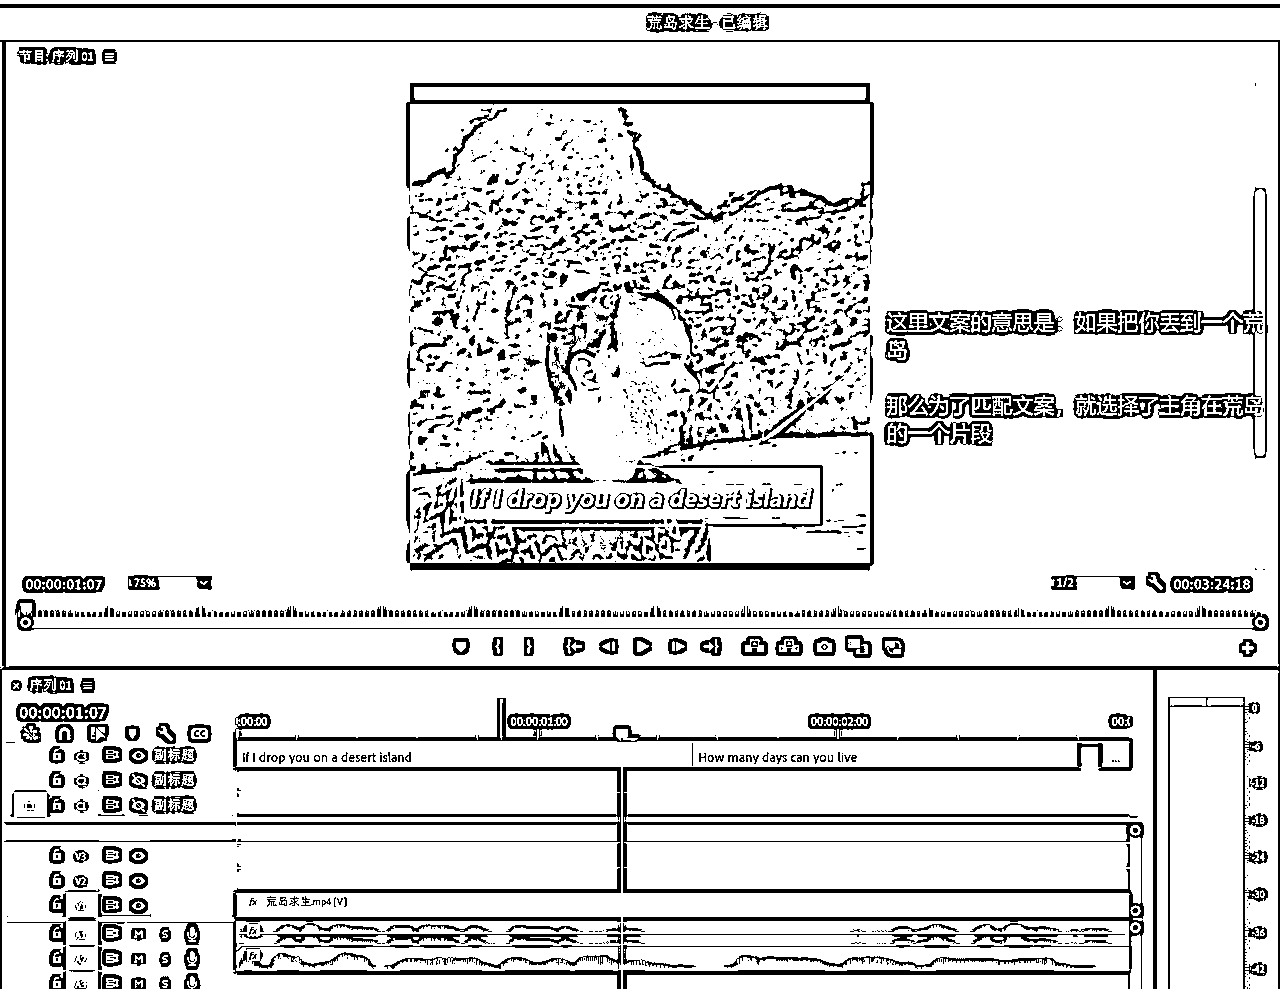 荒岛求生 - 已编辑
节目: 序列 01
这里文案的意思是：如果把你丢到一个荒
岛
那么为了匹配文案，就选择了主角在荒岛
的一个片段
If I drop you on a desert island
00:00:01:07
175%
1/2
00:03:24:18
序列 01
00:00:01:07
:00:00
00:00:01:00
00:00:02:00
00:0
副标题
If I drop you on a desert island
How many days can you live
...
副标题
副标题
V3
V2
V1
fx 荒岛求生.mp4 [V]
A1 M S fx
A2 M S fx
A3 M S
0
-6
-12
-18
-24
-30
-36
-42